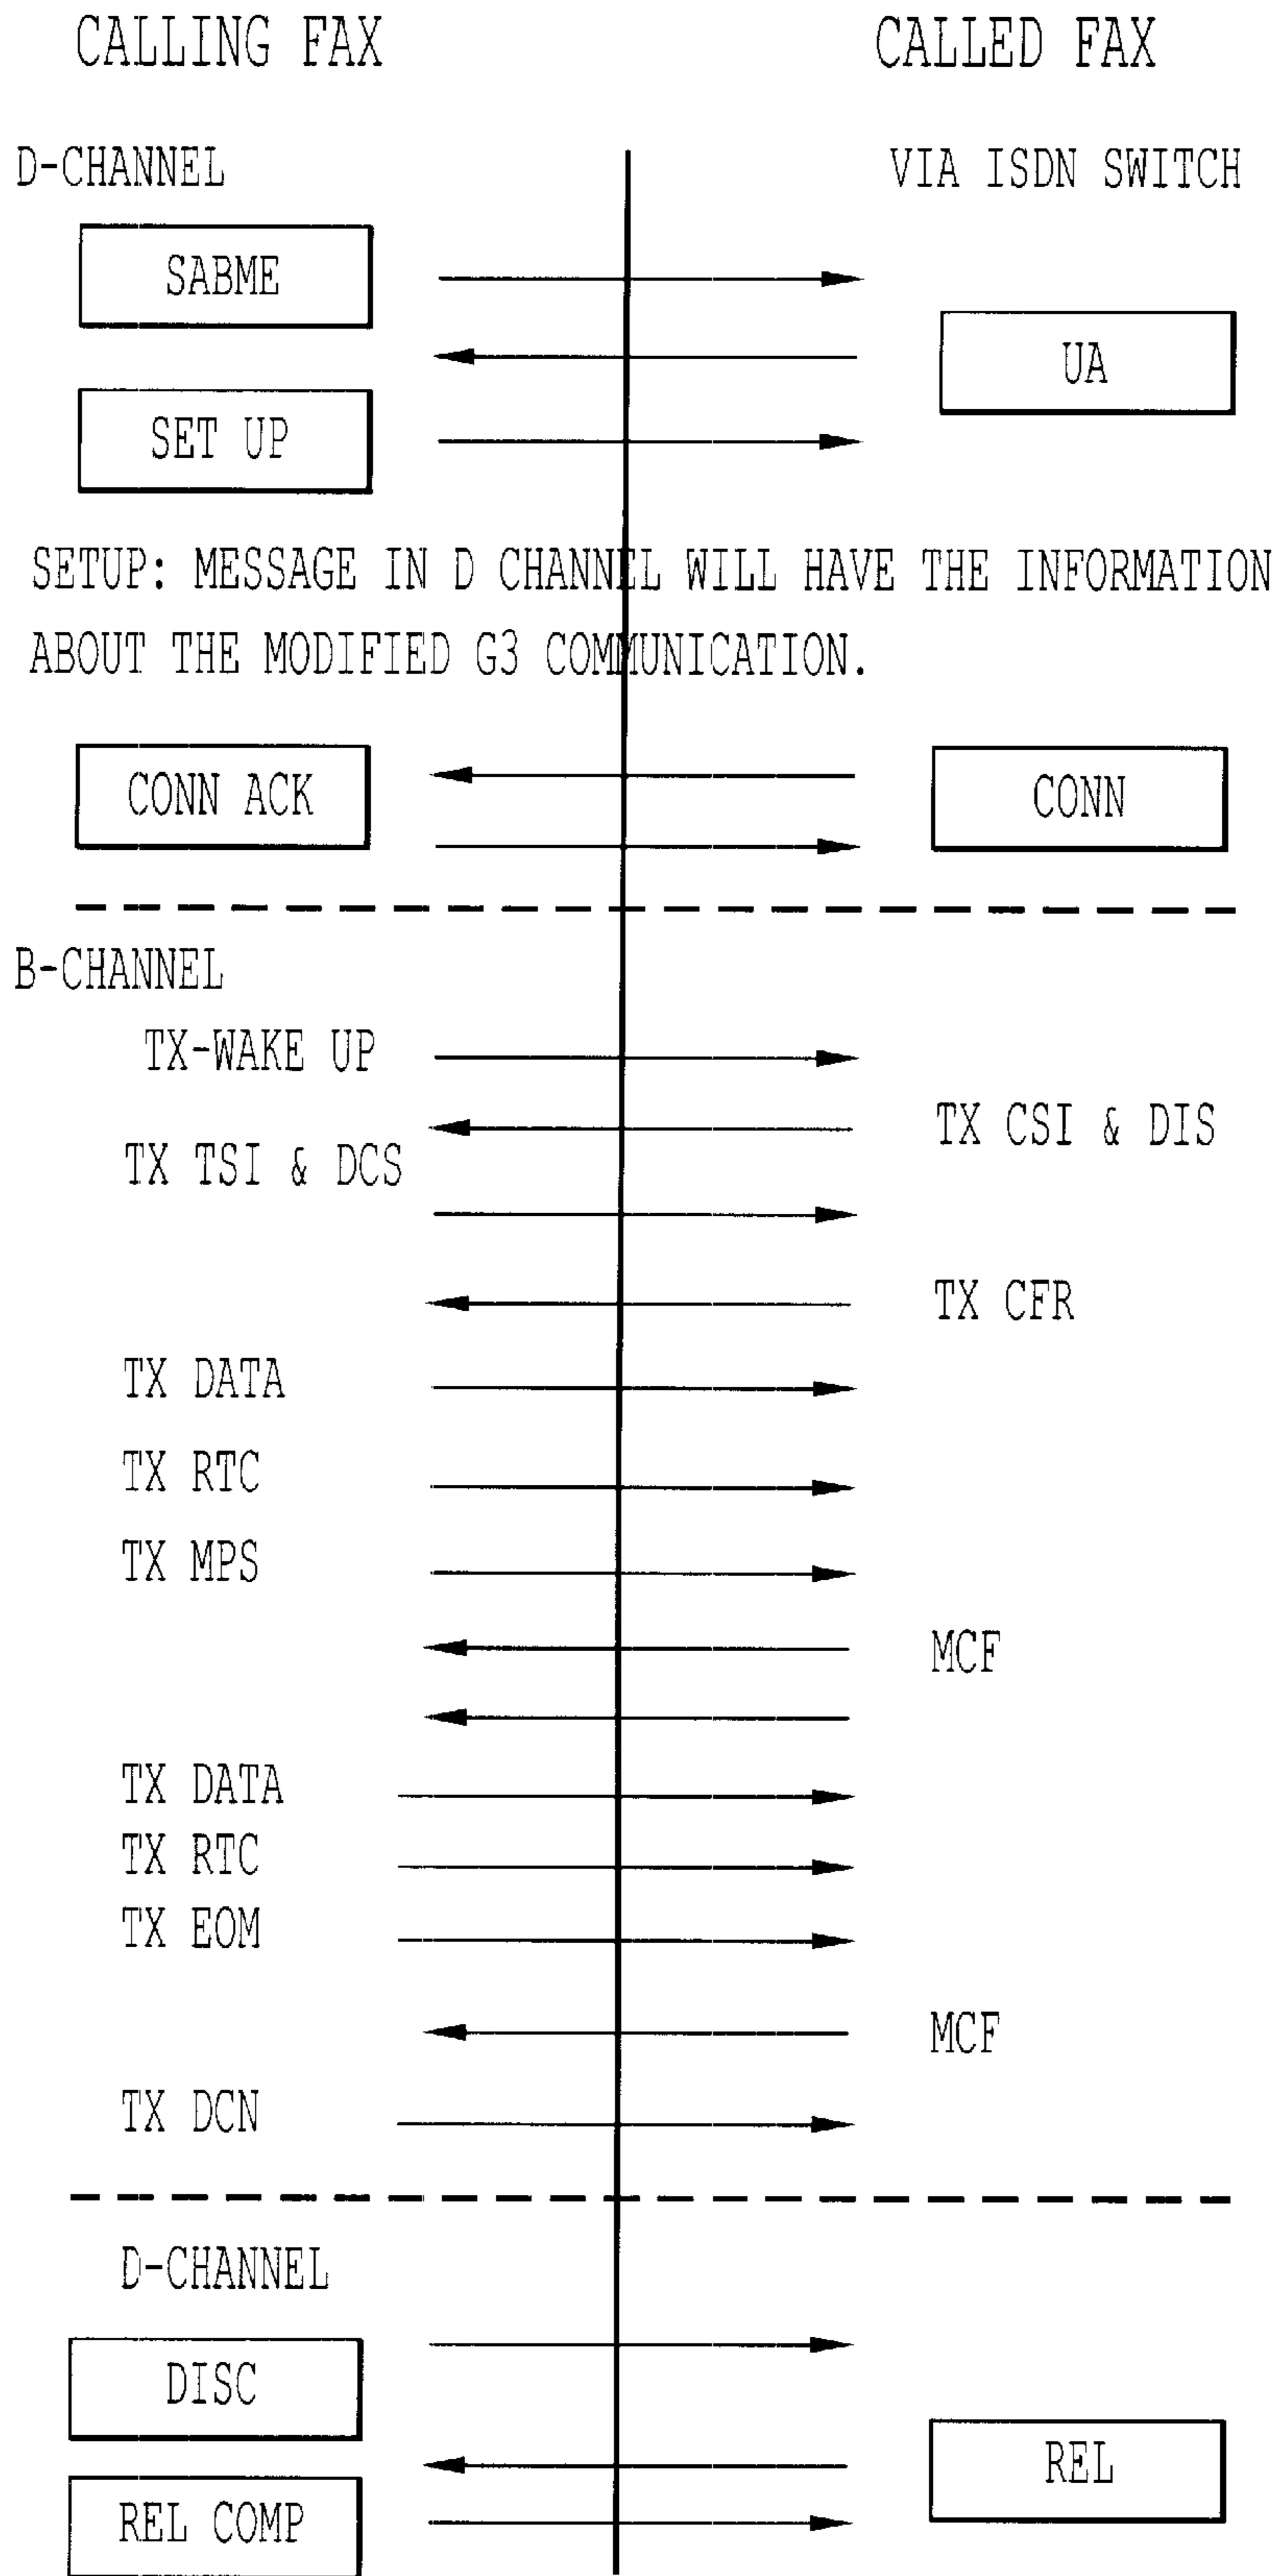 CALLING FAX
CALLED FAX
D-CHANNEL
VIA ISDN SWITCH
SABME
UA
SET UP
SETUP: MESSAGE IN D CHANNEL WILL HAVE THE INFORMATION
ABOUT THE MODIFIED G3 COMMUNICATION.
CONN ACK
CONN
B-CHANNEL
TX-WAKE UP
TX CSI & DIS
TX TSI & DCS
TX CFR
TX DATA
TX RTC
TX MPS
MCF
TX DATA
TX RTC
TX EOM
MCF
TX DCN
D-CHANNEL
DISC
REL
REL COMP